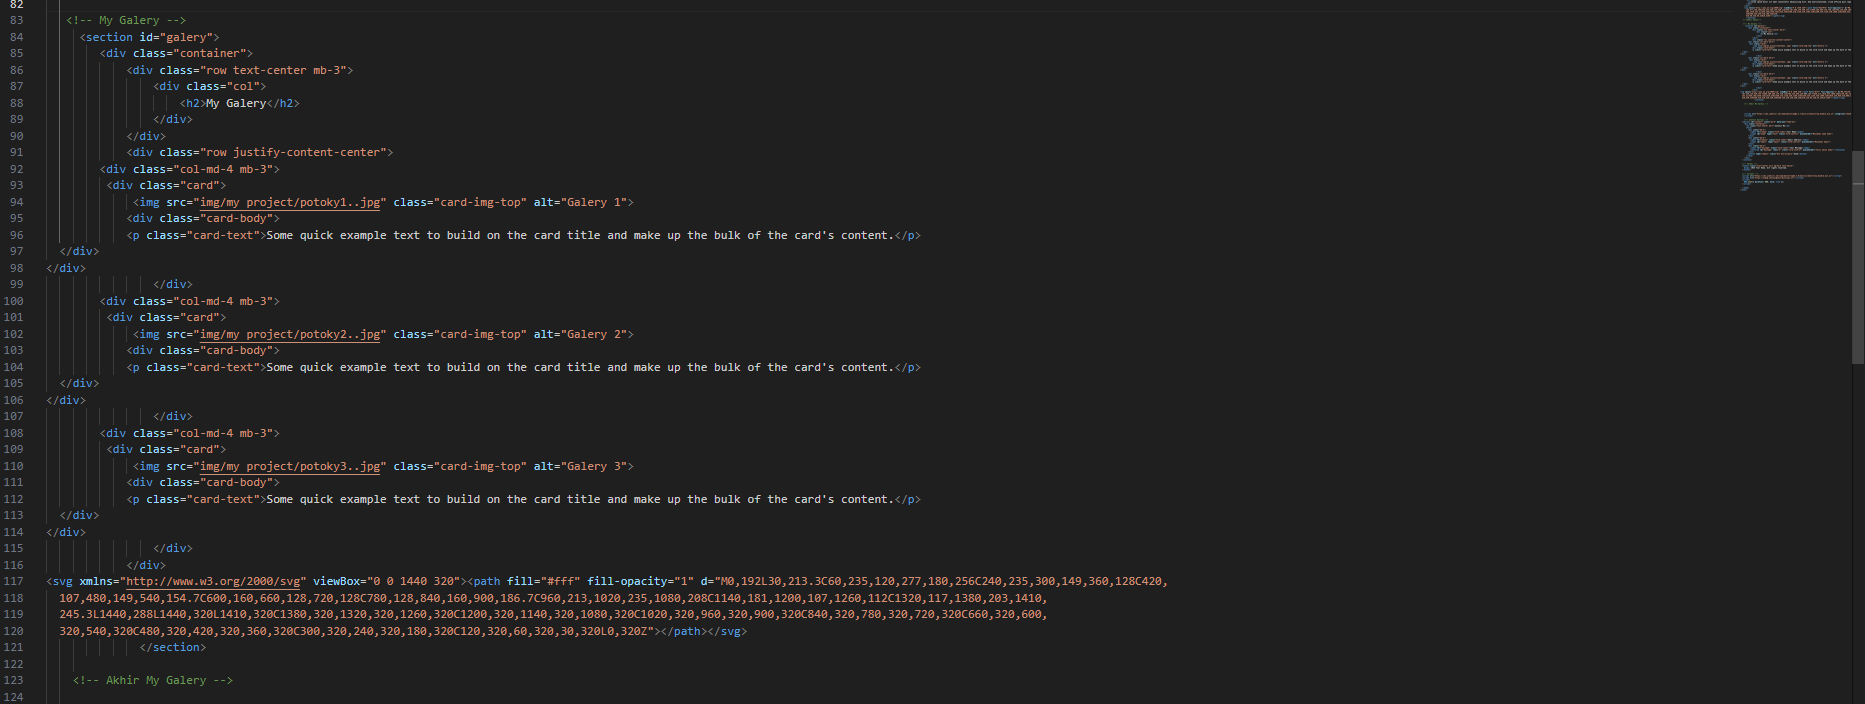 82
83 <!-- My Galery -->
84 <section id="galery">
85 <div class="container">
86 <div class="row text-center mb-3">
87 <div class="col">
88 <h2>My Galery</h2>
89 </div>
90 </div>
91 <div class="row justify-content-center">
92 <div class="col-md-4 mb-3">
93 <div class="card">
94 <img src="img/my project/potoky1..jpg" class="card-img-top" alt="Galery 1">
95 <div class="card-body">
96 <p class="card-text">Some quick example text to build on the card title and make up the bulk of the card's content.</p>
97 </div>
98 </div>
99 </div>
100 <div class="col-md-4 mb-3">
101 <div class="card">
102 <img src="img/my project/potoky2..jpg" class="card-img-top" alt="Galery 2">
103 <div class="card-body">
104 <p class="card-text">Some quick example text to build on the card title and make up the bulk of the card's content.</p>
105 </div>
106 </div>
107 </div>
108 <div class="col-md-4 mb-3">
109 <div class="card">
110 <img src="img/my project/potoky3..jpg" class="card-img-top" alt="Galery 3">
111 <div class="card-body">
112 <p class="card-text">Some quick example text to build on the card title and make up the bulk of the card's content.</p>
113 </div>
114 </div>
115 </div>
116 </div>
117 <svg xmlns="http://www.w3.org/2000/svg" viewBox="0 0 1440 320"><path fill="#fff" fill-opacity="1" d="M0,192L30,213.3C60,235,120,277,180,256C240,235,300,149,360,128C420,
118 107,480,149,540,154.7C600,160,660,128,720,128C780,128,840,160,900,186.7C960,213,1020,235,1080,208C1140,181,1200,107,1260,112C1320,117,1380,203,1410,
119 245.3L1440,288L1440,320L1410,320C1380,320,1320,320,1260,320C1200,320,1140,320,1080,320C1020,320,960,320,900,320C840,320,780,320,720,320C660,320,600,
120 320,540,320C480,320,420,320,360,320C300,320,240,320,180,320C120,320,60,320,30,320L0,320Z"></path></svg>
121 </section>
122
123 <!-- Akhir My Galery -->
124